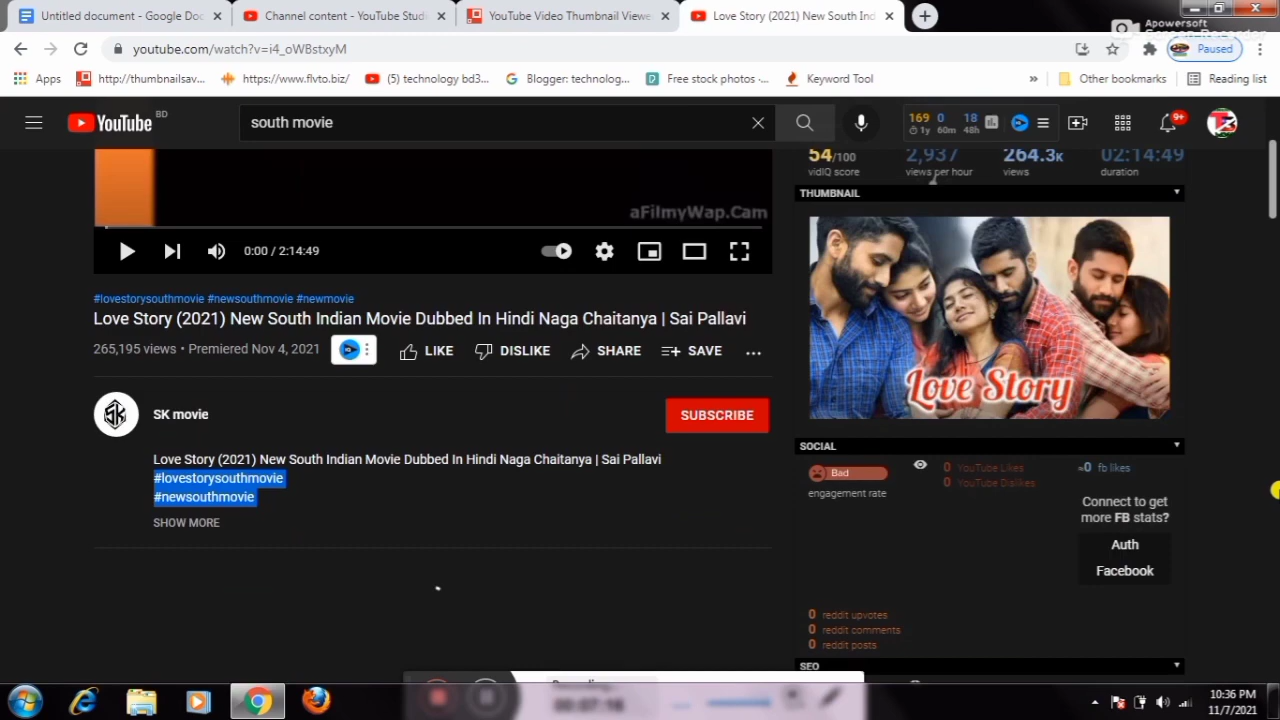 Untitled document - Google Doc
Channel content - YouTube Stud
YouTube Video Thumbnail Viewe
Love Story (2021) New South Ind
Apowersoft
Screen Recorder
youtube.com/watch?v=i4_oW8stxyM
Paused
Apps
http://thumbnailsav...
https://www.flvto.biz/
(5) technology bd3...
Blogger: technolog...
Free stock photos -...
Keyword Tool
»
Other bookmarks
Reading list
YouTube BD
south movie
169 0 18
1y 60m 48h
9+
54/100
2,937
264.3K
02:14:49
vidIQ score
views per hour
views
duration
THUMBNAIL
aFilmyWap.Cam
0:00 / 2:14:49
Love Story
#lovestorysouthmovie #newsouthmovie #newmovie
Love Story (2021) New South Indian Movie Dubbed In Hindi Naga Chaitanya | Sai Pallavi
265,195 views • Premiered Nov 4, 2021
LIKE
DISLIKE
SHARE
SAVE
...
SK
SK movie
SUBSCRIBE
Love Story (2021) New South Indian Movie Dubbed In Hindi Naga Chaitanya | Sai Pallavi
#lovestorysouthmovie
#newsouthmovie
SHOW MORE
SOCIAL
Bad
engagement rate
0 YouTube Likes
0 YouTube Dislikes
≈0 fb likes
Connect to get
more FB stats?
Auth
Facebook
0 reddit upvotes
0 reddit comments
0 reddit posts
SEO
10:36 PM
11/7/2021